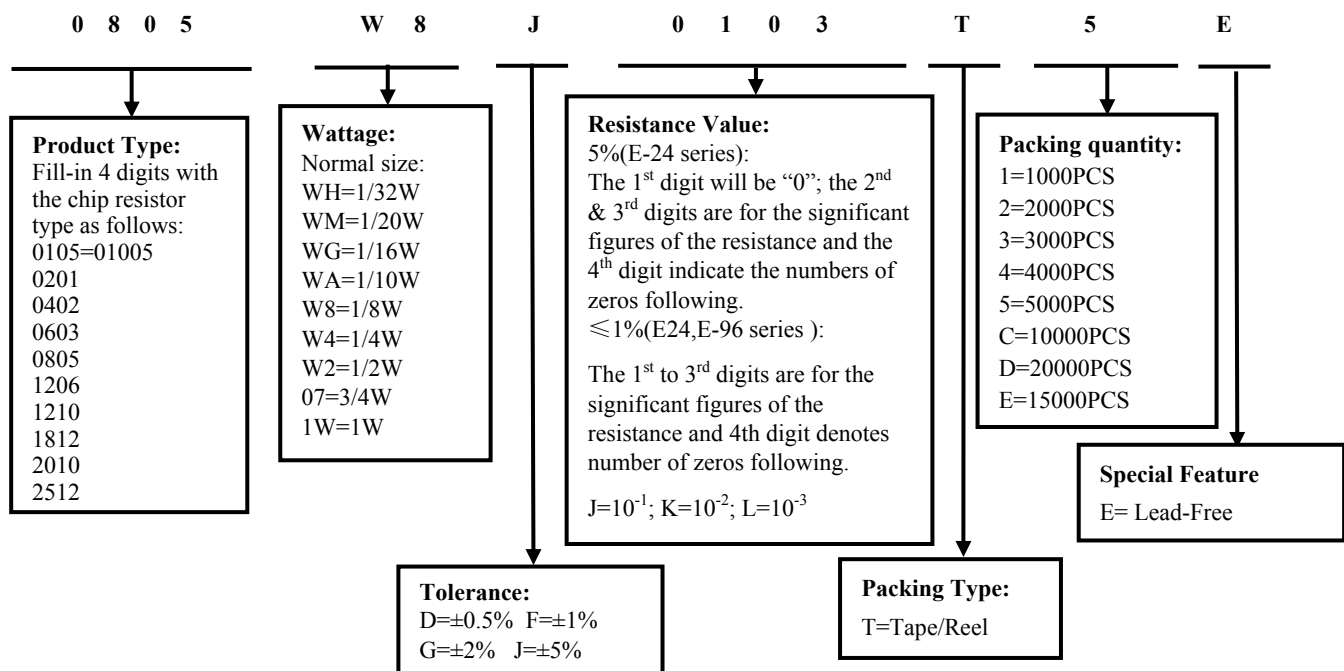 0 8 0 5 W 8 J 0 1 0 3 T 5 E
Product Type:
Fill-in 4 digits with
the chip resistor
type as follows:
0105=01005
0201
0402
0603
0805
1206
1210
1812
2010
2512
Wattage:
Normal size:
WH=1/32W
WM=1/20W
WG=1/16W
WA=1/10W
W8=1/8W
W4=1/4W
W2=1/2W
07=3/4W
1W=1W
Resistance Value:
5%(E-24 series):
The 1st digit will be “0”; the 2nd
& 3rd digits are for the significant
figures of the resistance and the
4th digit indicate the numbers of
zeros following.
≤1%(E24,E-96 series ):
The 1st to 3rd digits are for the
significant figures of the
resistance and 4th digit denotes
number of zeros following.
J=10-1; K=10-2; L=10-3
Packing quantity:
1=1000PCS
2=2000PCS
3=3000PCS
4=4000PCS
5=5000PCS
C=10000PCS
D=20000PCS
E=15000PCS
Special Feature
E= Lead-Free
Tolerance:
D=±0.5% F=±1%
G=±2% J=±5%
Packing Type:
T=Tape/Reel